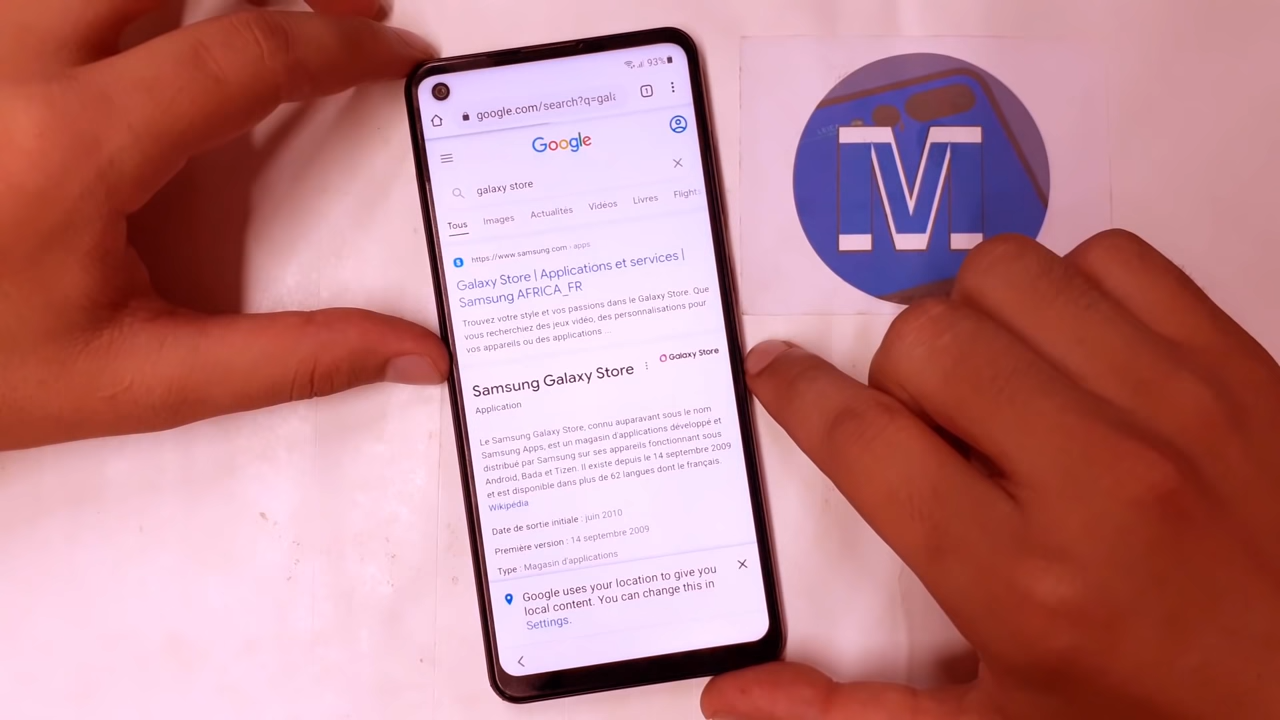 93%
google.com/search?q=gal
1
Google
galaxy store
Tous Images Actualités Vidéos Livres Flight
https://www.samsung.com › apps
Galaxy Store | Applications et services |
Samsung AFRICA_FR
Trouvez votre style et vos passions dans le Galaxy Store. Que
vous recherchiez des jeux vidéo, des personnalisations pour
vos appareils ou des applications ...
Samsung Galaxy Store
Galaxy Store
Application
Le Samsung Galaxy Store, connu auparavant sous le nom
Samsung Apps, est un magasin d'applications développé et
distribué par Samsung sur ses appareils fonctionnant sous
Android, Bada et Tizen. Il existe depuis le 14 septembre 2009
et est disponible dans plus de 62 langues dont le français.
Wikipédia
Date de sortie initiale : juin 2010
Première version : 14 septembre 2009
Type : Magasin d'applications
Google uses your location to give you
local content. You can change this in
Settings.
M